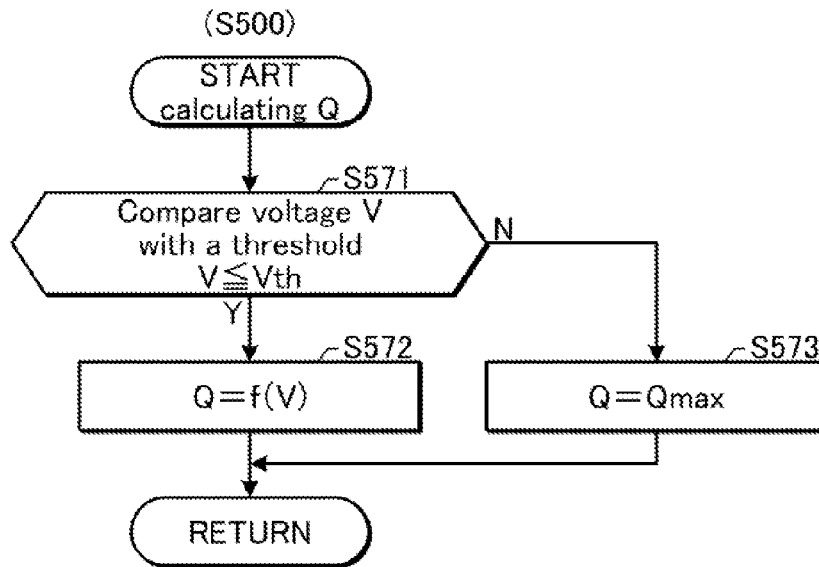 (S500)
START
calculating Q
S571
Compare voltage V
with a threshold
V≦Vth
N
Y
S572
Q=f(V)
S573
Q=Qmax
RETURN